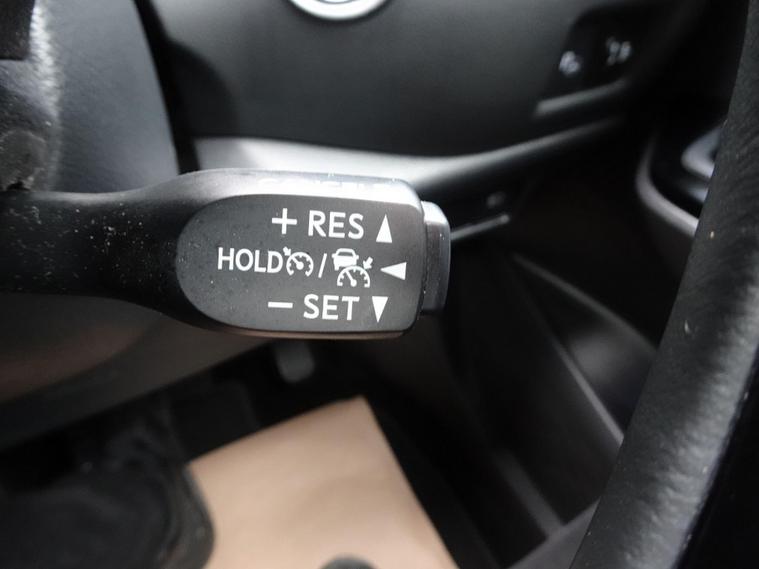 + RES ▲
HOLD / ◀
− SET ▼